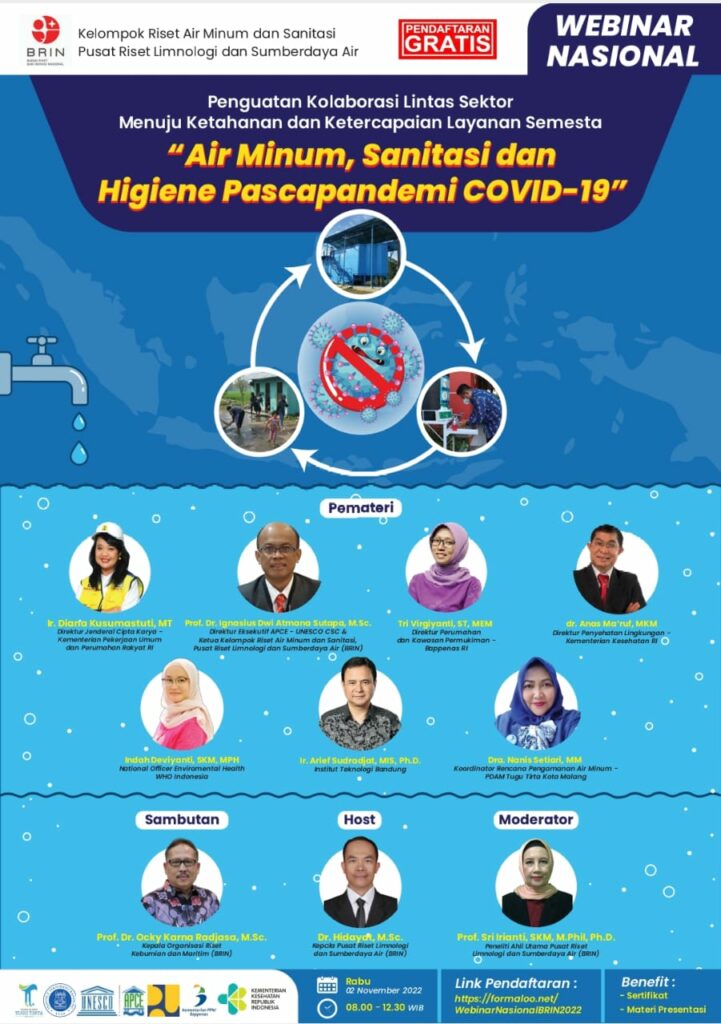 BRIN
BADAN RISET
DAN INOVASI NASIONAL
Kelompok Riset Air Minum dan Sanitasi
Pusat Riset Limnologi dan Sumberdaya Air
PENDAFTARAN
GRATIS
WEBINAR
NASIONAL
Penguatan Kolaborasi Lintas Sektor
Menuju Ketahanan dan Ketercapaian Layanan Semesta
“Air Minum, Sanitasi dan
Higiene Pascapandemi COVID-19”
Pemateri
Ir. Diana Kusumastuti, MT
Direktur Jenderal Cipta Karya -
Kementerian Pekerjaan Umum
dan Perumahan Rakyat RI
Prof. Dr. Ignasius Dwi Atmana Sutapa, M.Sc.
Direktur Eksekutif APCE - UNESCO CSC &
Ketua Kelompok Riset Air Minum dan Sanitasi,
Pusat Riset Limnologi dan Sumberdaya Air (BRIN)
Tri Virgiyanti, ST, MEM
Direktur Perumahan
dan Kawasan Permukiman -
Bappenas RI
dr. Anas Ma'ruf, MKM
Direktur Penyehatan Lingkungan -
Kementerian Kesehatan RI
Indah Deviyanti, SKM, MPH
National Officer Enviromental Health
WHO Indonesia
Ir. Arief Sudradjat, MIS, Ph.D.
Institut Teknologi Bandung
Dra. Nanis Setiari, MM
Koordinator Rencana Pengamanan Air Minum -
PDAM Tugu Tirta Kota Malang
Sambutan
Prof. Dr. Ocky Karna Radjasa, M.Sc.
Kepala Organisasi Riset
Kebumian dan Maritim (BRIN)
Host
Dr. Hidayat, M.Sc.
Kepala Pusat Riset Limnologi
dan Sumberdaya Air (BRIN)
Moderator
Prof. Sri Irianti, SKM, M.Phil, Ph.D.
Peneliti Ahli Utama Pusat Riset
Limnologi dan Sumberdaya Air (BRIN)
TUGU TIRTA
UNESCO
APCE
Kementerian PPN/
Bappenas
KEMENTERIAN
KESEHATAN
REPUBLIK
INDONESIA
Rabu
02 November 2022
08.00 - 12.30 WIB
Link Pendaftaran :
https://formaloo.net/
WebinarNasionalBRIN2022
Benefit :
- Sertifikat
- Materi Presentasi